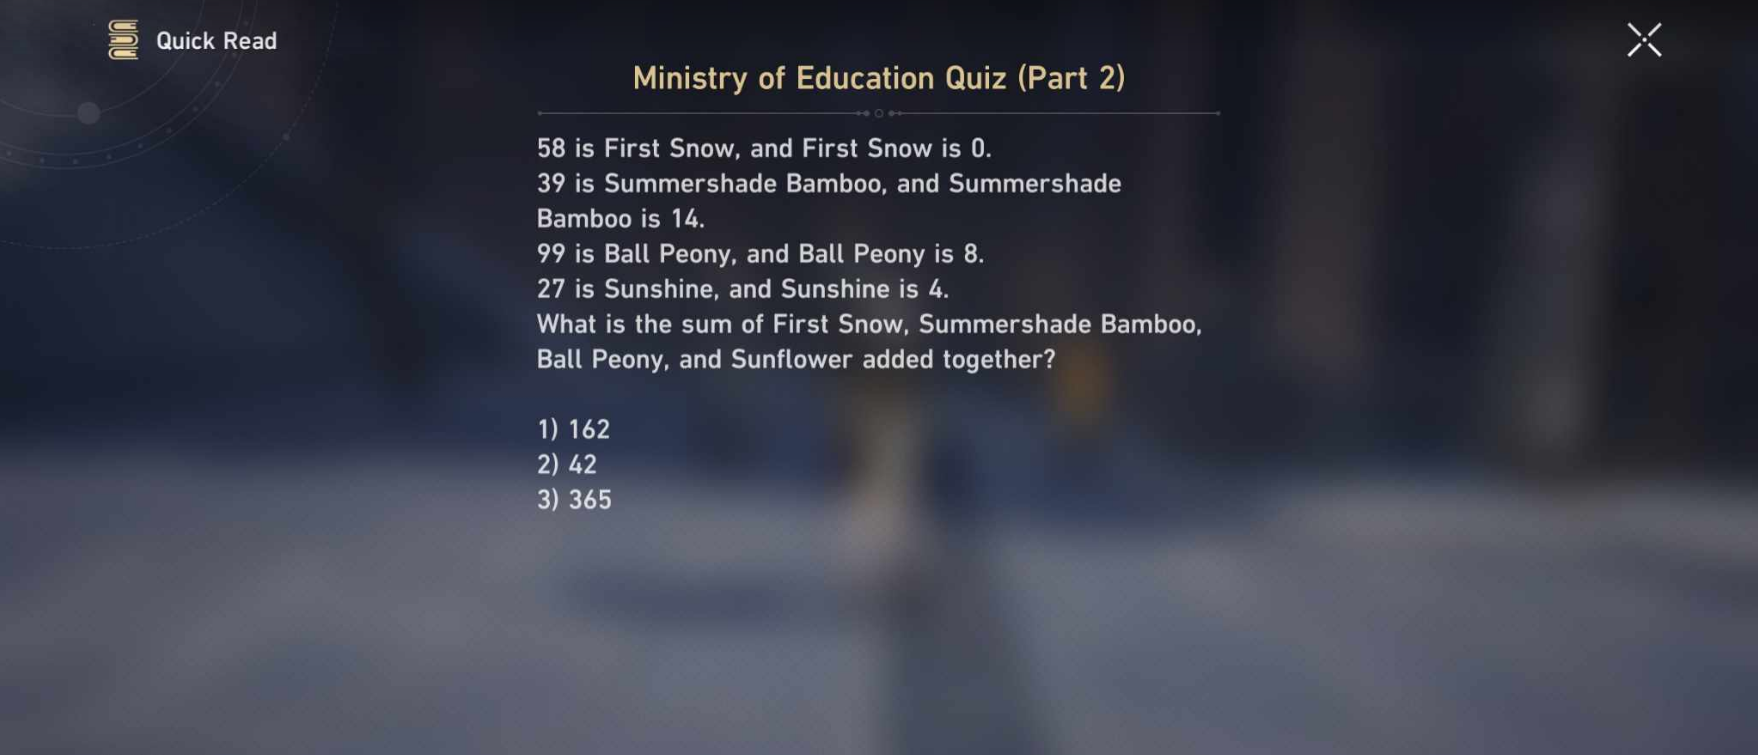 Quick Read
Ministry of Education Quiz (Part 2)
58 is First Snow, and First Snow is 0.
39 is Summershade Bamboo, and Summershade
Bamboo is 14.
99 is Ball Peony, and Ball Peony is 8.
27 is Sunshine, and Sunshine is 4.
What is the sum of First Snow, Summershade Bamboo,
Ball Peony, and Sunflower added together?
1) 162
2) 42
3) 365